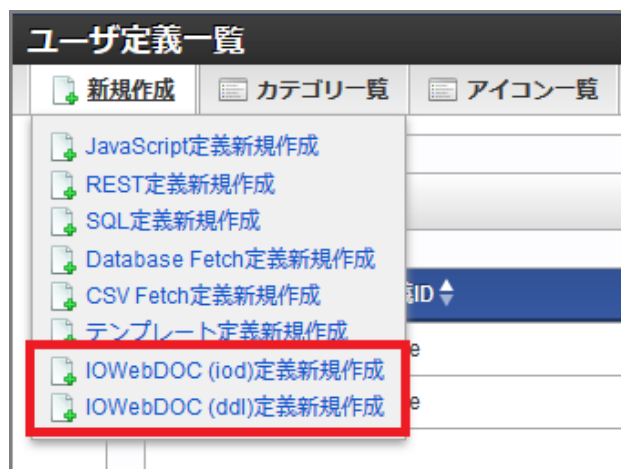 ユーザ定義一覧
新規作成 カテゴリ一覧 アイコン一覧
JavaScript定義新規作成
REST定義新規作成
SQL定義新規作成
Database Fetch定義新規作成
CSV Fetch定義新規作成
ID
テンプレート定義新規作成
e
IOWebDOC (iod)定義新規作成
IOWebDOC (ddl)定義新規作成
e